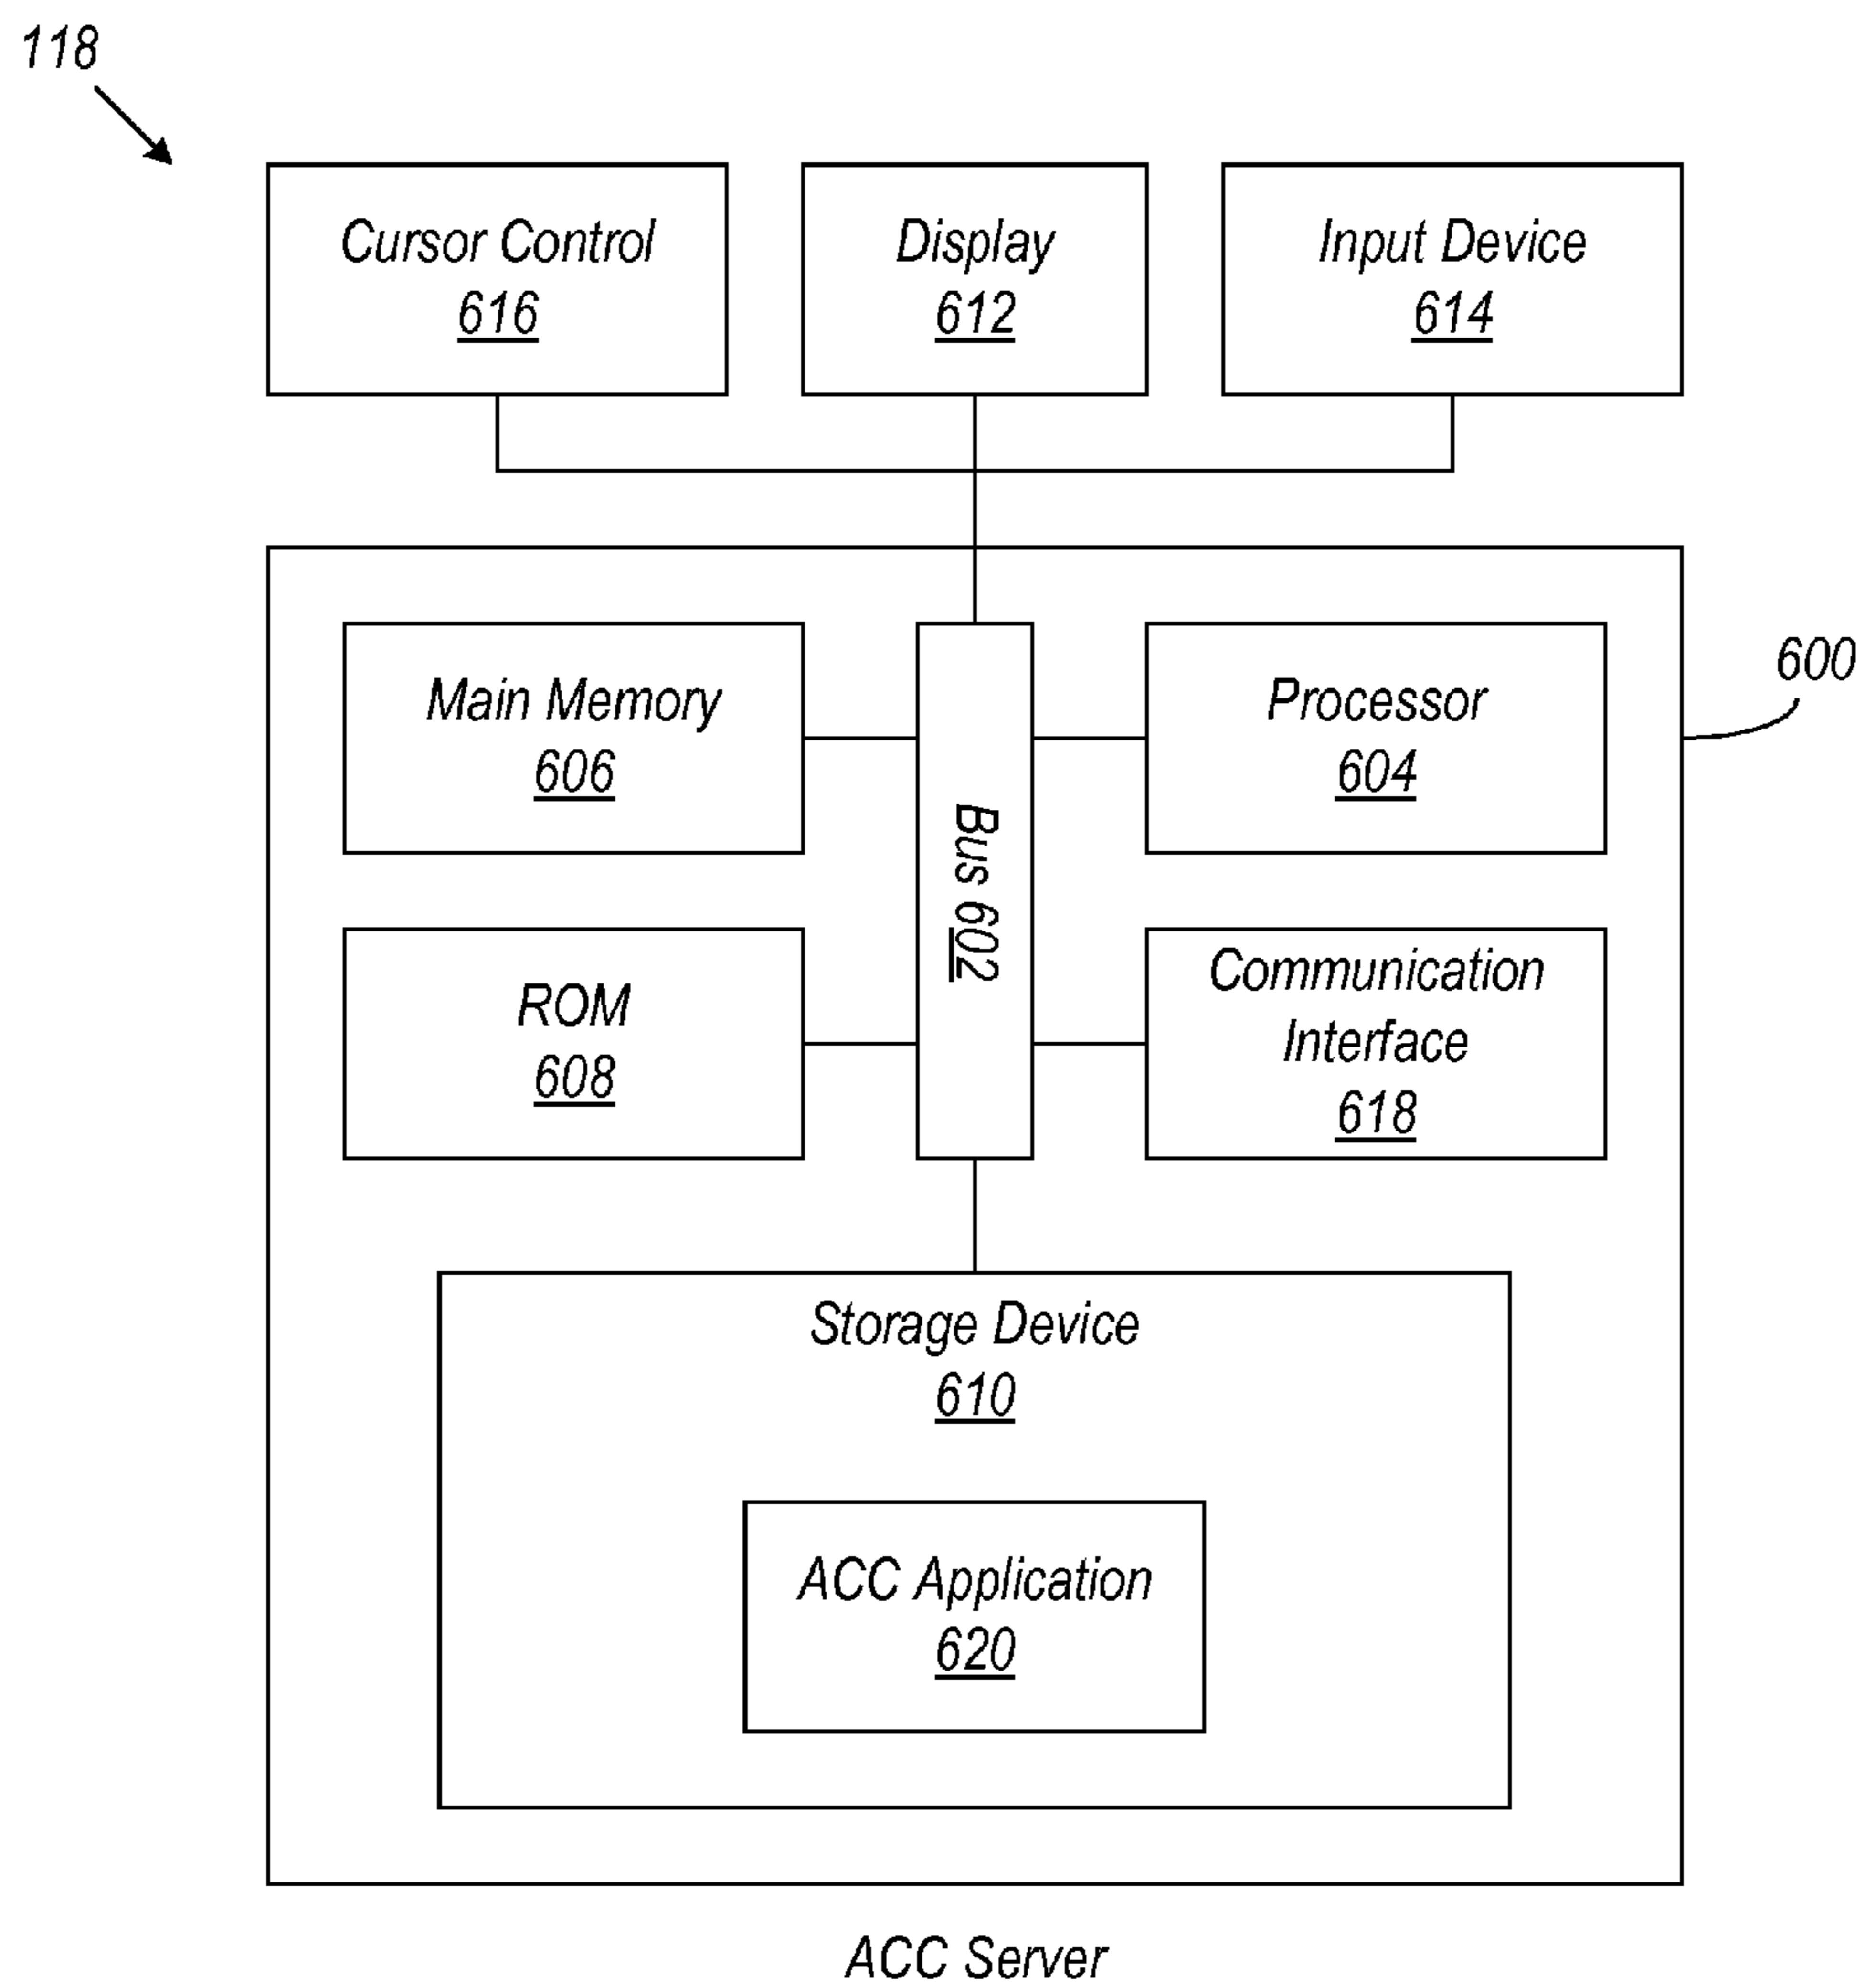 118
Cursor Control
616
Display
612
Input Device
614
600
Main Memory
606
Processor
604
Bus 602
ROM
608
Communication
Interface
618
Storage Device
610
ACC Application
620
ACC Server